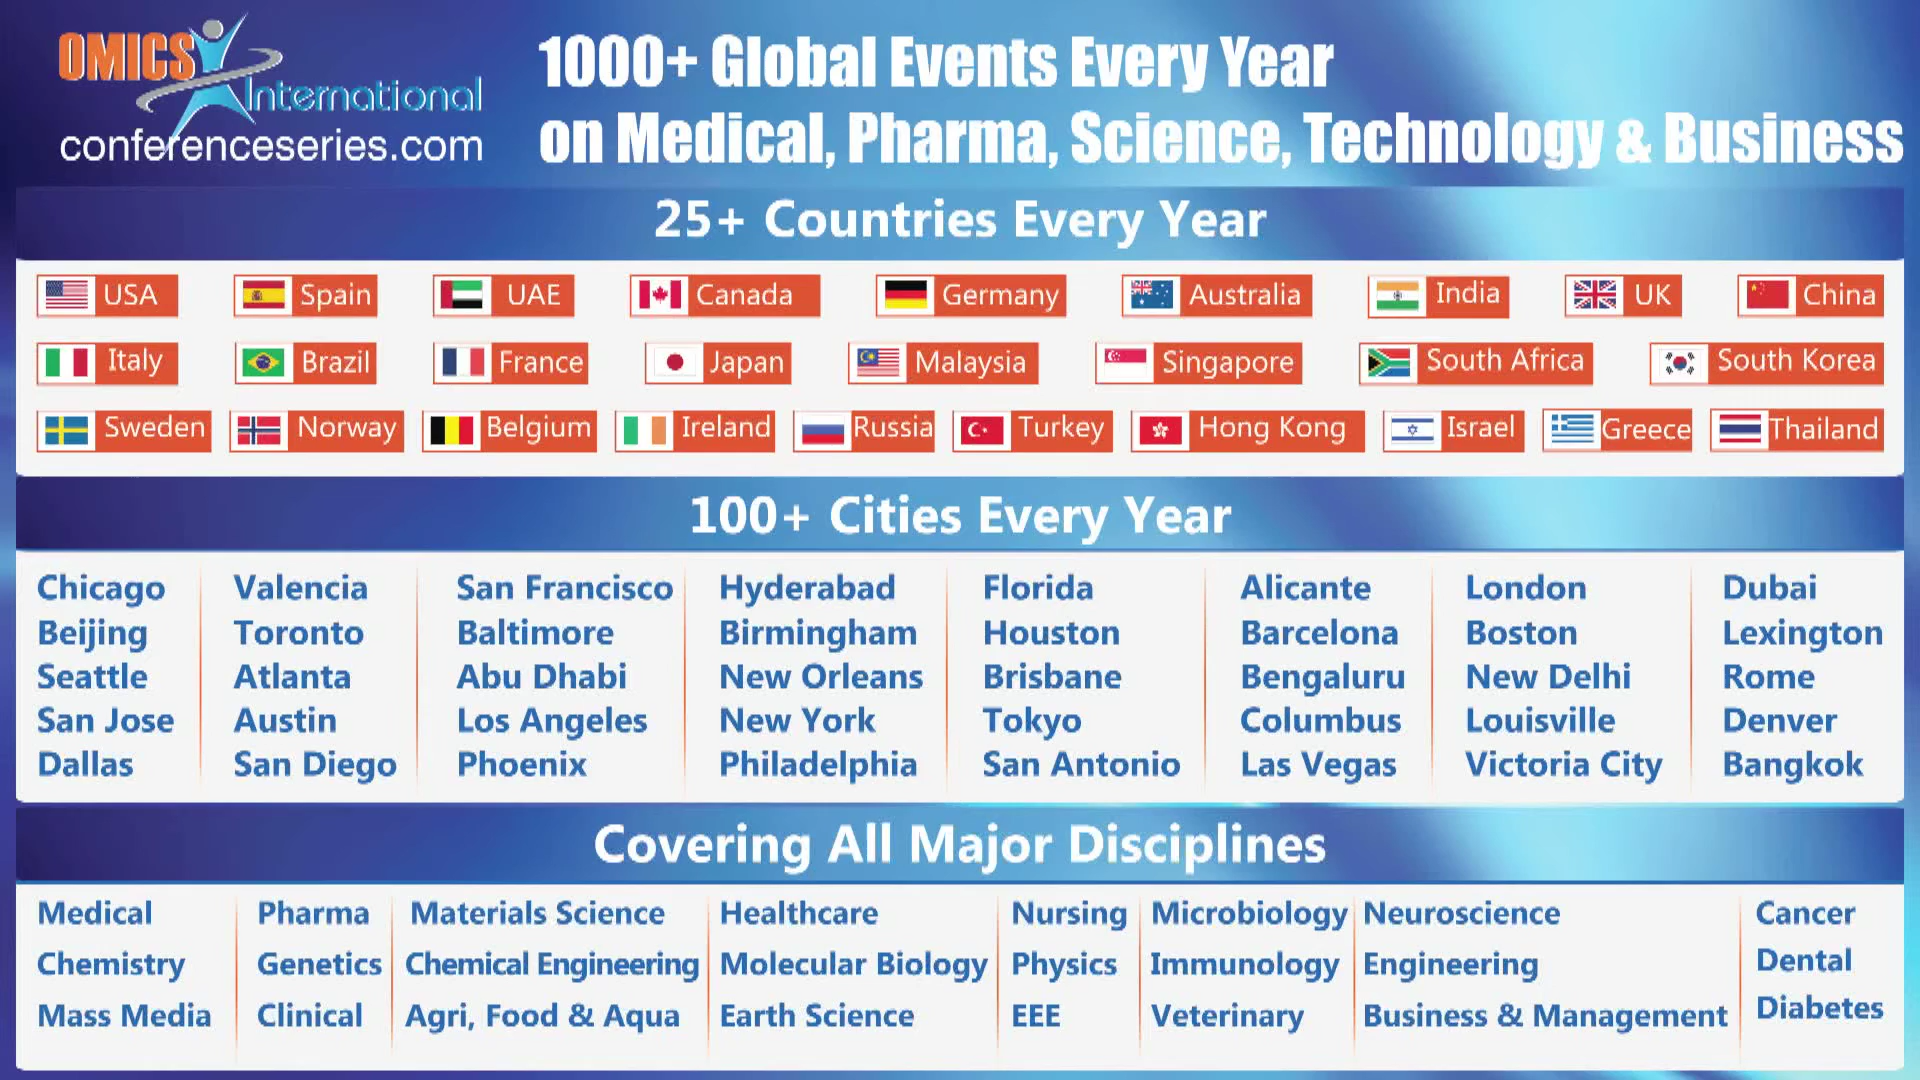 OMICS International
conferenceseries.com
1000+ Global Events Every Year
on Medical, Pharma, Science, Technology & Business
25+ Countries Every Year
USA Spain UAE Canada Germany Australia India UK China
Italy Brazil France Japan Malaysia Singapore South Africa South Korea
Sweden Norway Belgium Ireland Russia Turkey Hong Kong Israel Greece Thailand
100+ Cities Every Year
Chicago Valencia San Francisco Hyderabad Florida Alicante London Dubai
Beijing Toronto Baltimore Birmingham Houston Barcelona Boston Lexington
Seattle Atlanta Abu Dhabi New Orleans Brisbane Bengaluru New Delhi Rome
San Jose Austin Los Angeles New York Tokyo Columbus Louisville Denver
Dallas San Diego Phoenix Philadelphia San Antonio Las Vegas Victoria City Bangkok
Covering All Major Disciplines
Medical Pharma Materials Science Healthcare Nursing Microbiology Neuroscience Cancer
Chemistry Genetics Chemical Engineering Molecular Biology Physics Immunology Engineering Dental
Mass Media Clinical Agri, Food & Aqua Earth Science EEE Veterinary Business & Management Diabetes